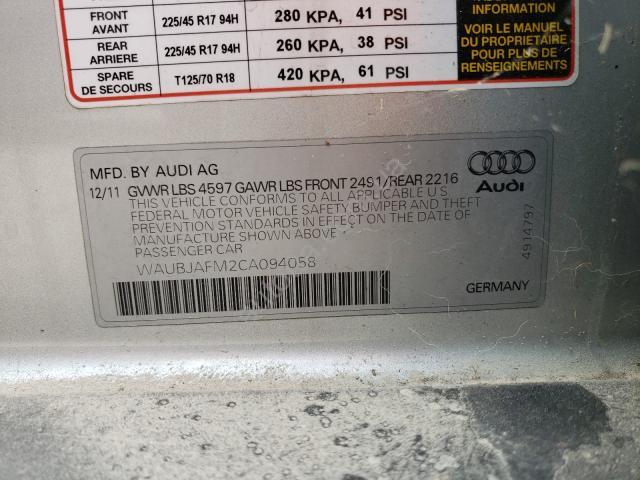 INFORMATION
FRONT AVANT 225/45 R17 94H 280 KPA, 41 PSI
REAR ARRIERE 225/45 R17 94H 260 KPA, 38 PSI
SPARE DE SECOURS T125/70 R18 420 KPA, 61 PSI
VOIR LE MANUEL
DU PROPRIETAIRE
POUR PLUS DE
RENSEIGNEMENTS
MFD. BY AUDI AG
12/11 GVWR LBS 4597 GAWR LBS FRONT 2491/REAR 2216
THIS VEHICLE CONFORMS TO ALL APPLICABLE U.S.
FEDERAL MOTOR VEHICLE SAFETY BUMPER AND THEFT
PREVENTION STANDARDS IN EFFECT ON THE DATE OF
MANUFACTURE SHOWN ABOVE
PASSENGER CAR
WAUBJAFM2CA094058
Audi
4914797
GERMANY